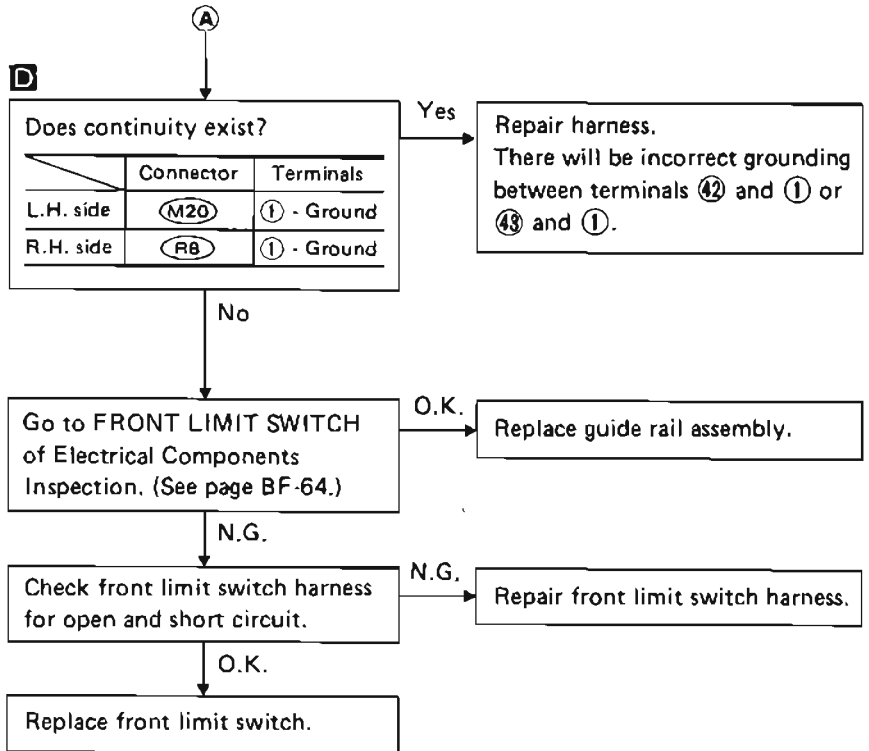 A
D
Does continuity exist?
Connector Terminals
L.H. side M20 ① - Ground
R.H. side R8 ① - Ground
Yes
Repair harness.
There will be incorrect grounding
between terminals ㊷ and ① or
㊸ and ①.
No
Go to FRONT LIMIT SWITCH
of Electrical Components
Inspection. (See page BF-64.)
O.K.
Replace guide rail assembly.
N.G.
Check front limit switch harness
for open and short circuit.
N.G.
Repair front limit switch harness.
O.K.
Replace front limit switch.